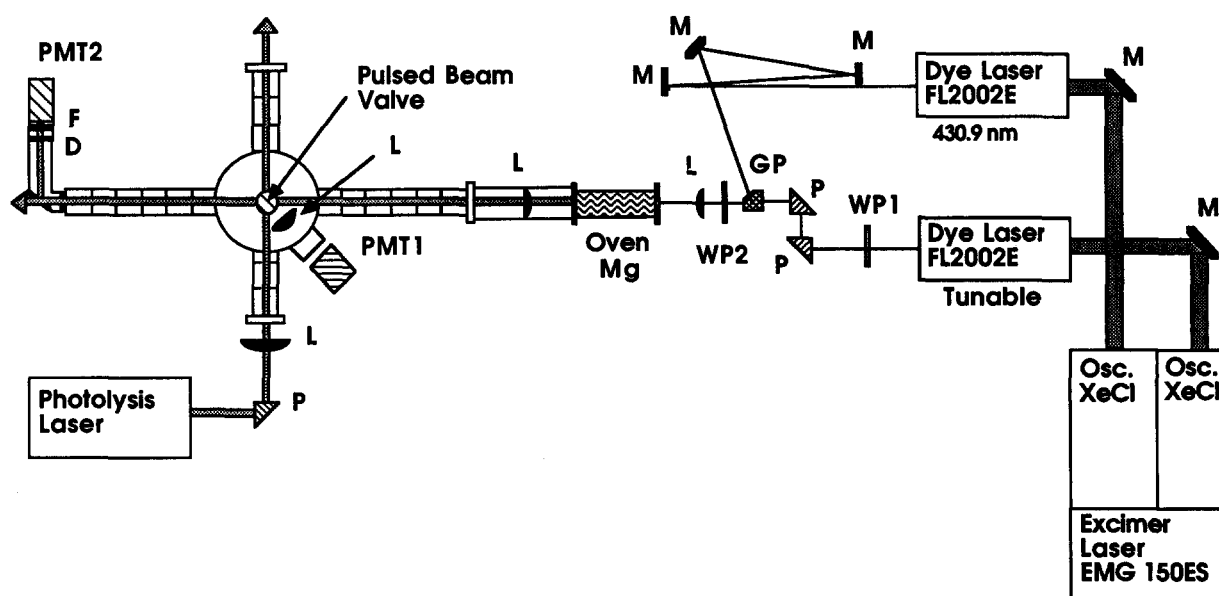 PMT2
F
D
Pulsed Beam
Valve
L
PMT1
L
Photolysis
Laser
P
L
Oven
Mg
L
WP2
GP
P
P
WP1
M
M
M
Dye Laser
FL2002E
430.9 nm
M
Dye Laser
FL2002E
Tunable
M
Osc.
XeCl
Osc.
XeCl
Excimer
Laser
EMG 150ES